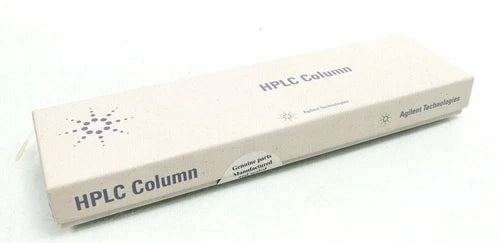 HPLC Column
Agilent Technologies
Agilent Technologies
HPLC Column
Genuine parts
Manufactured